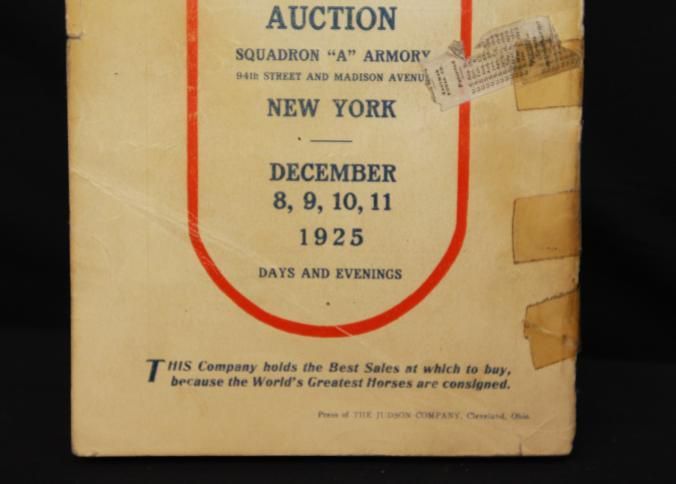 AUCTION
SQUADRON "A" ARMORY
94th STREET AND MADISON AVENU
NEW YORK
DECEMBER
8, 9, 10, 11
1925
DAYS AND EVENINGS
THIS Company holds the Best Sales at which to buy,
because the World's Greatest Horses are consigned.
Press of THE JUDSON COMPANY, Cleveland, Ohio